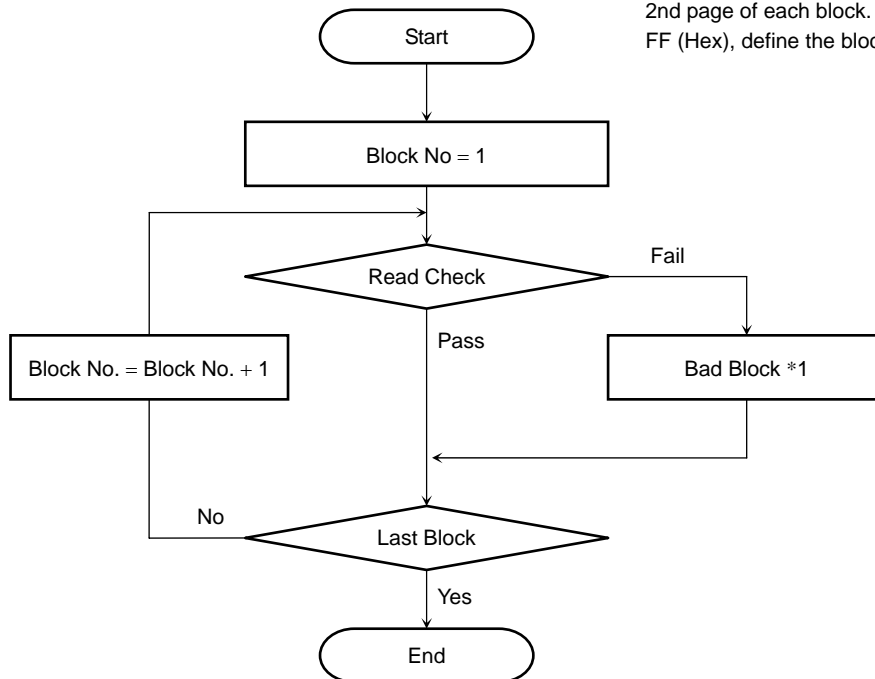 2nd page of each block.
FF (Hex), define the bloc
Start
Block No = 1
Read Check
Fail
Pass
Block No. = Block No. + 1
Bad Block *1
No
Last Block
Yes
End